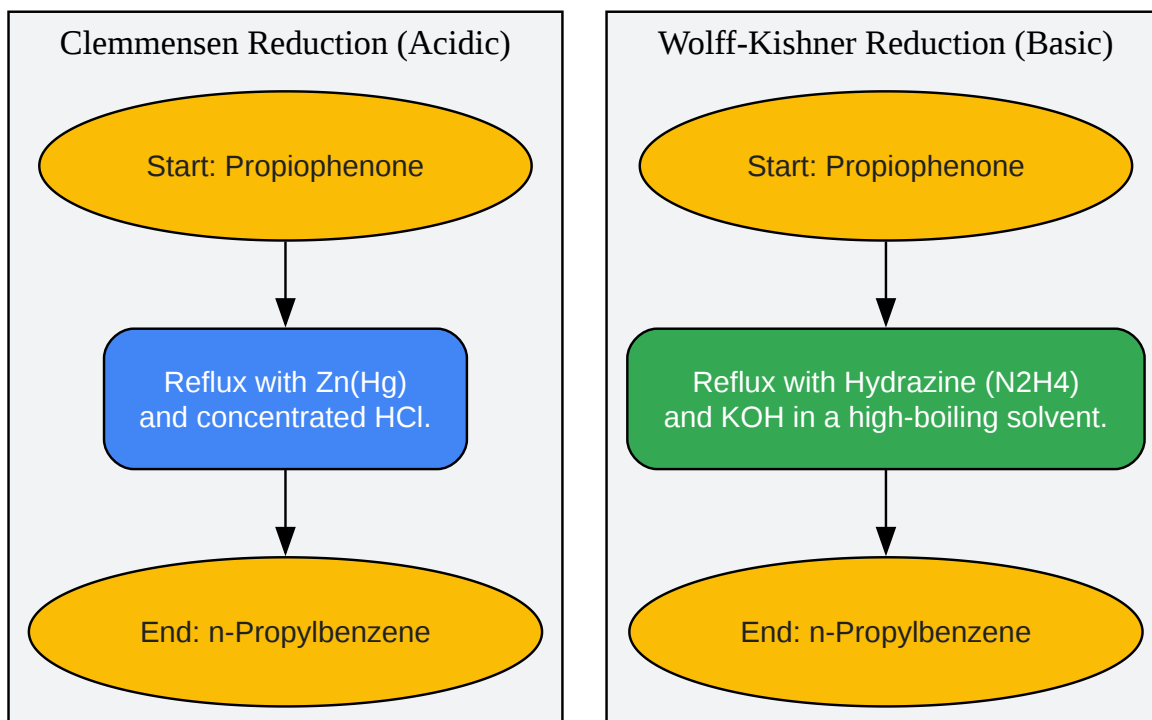 Clemmensen Reduction (Acidic)
Start: Propiophenone
Reflux with Zn(Hg)
and concentrated HCl.
End: n-Propylbenzene
Wolff-Kishner Reduction (Basic)
Start: Propiophenone
Reflux with Hydrazine (N2H4)
and KOH in a high-boiling solvent.
End: n-Propylbenzene